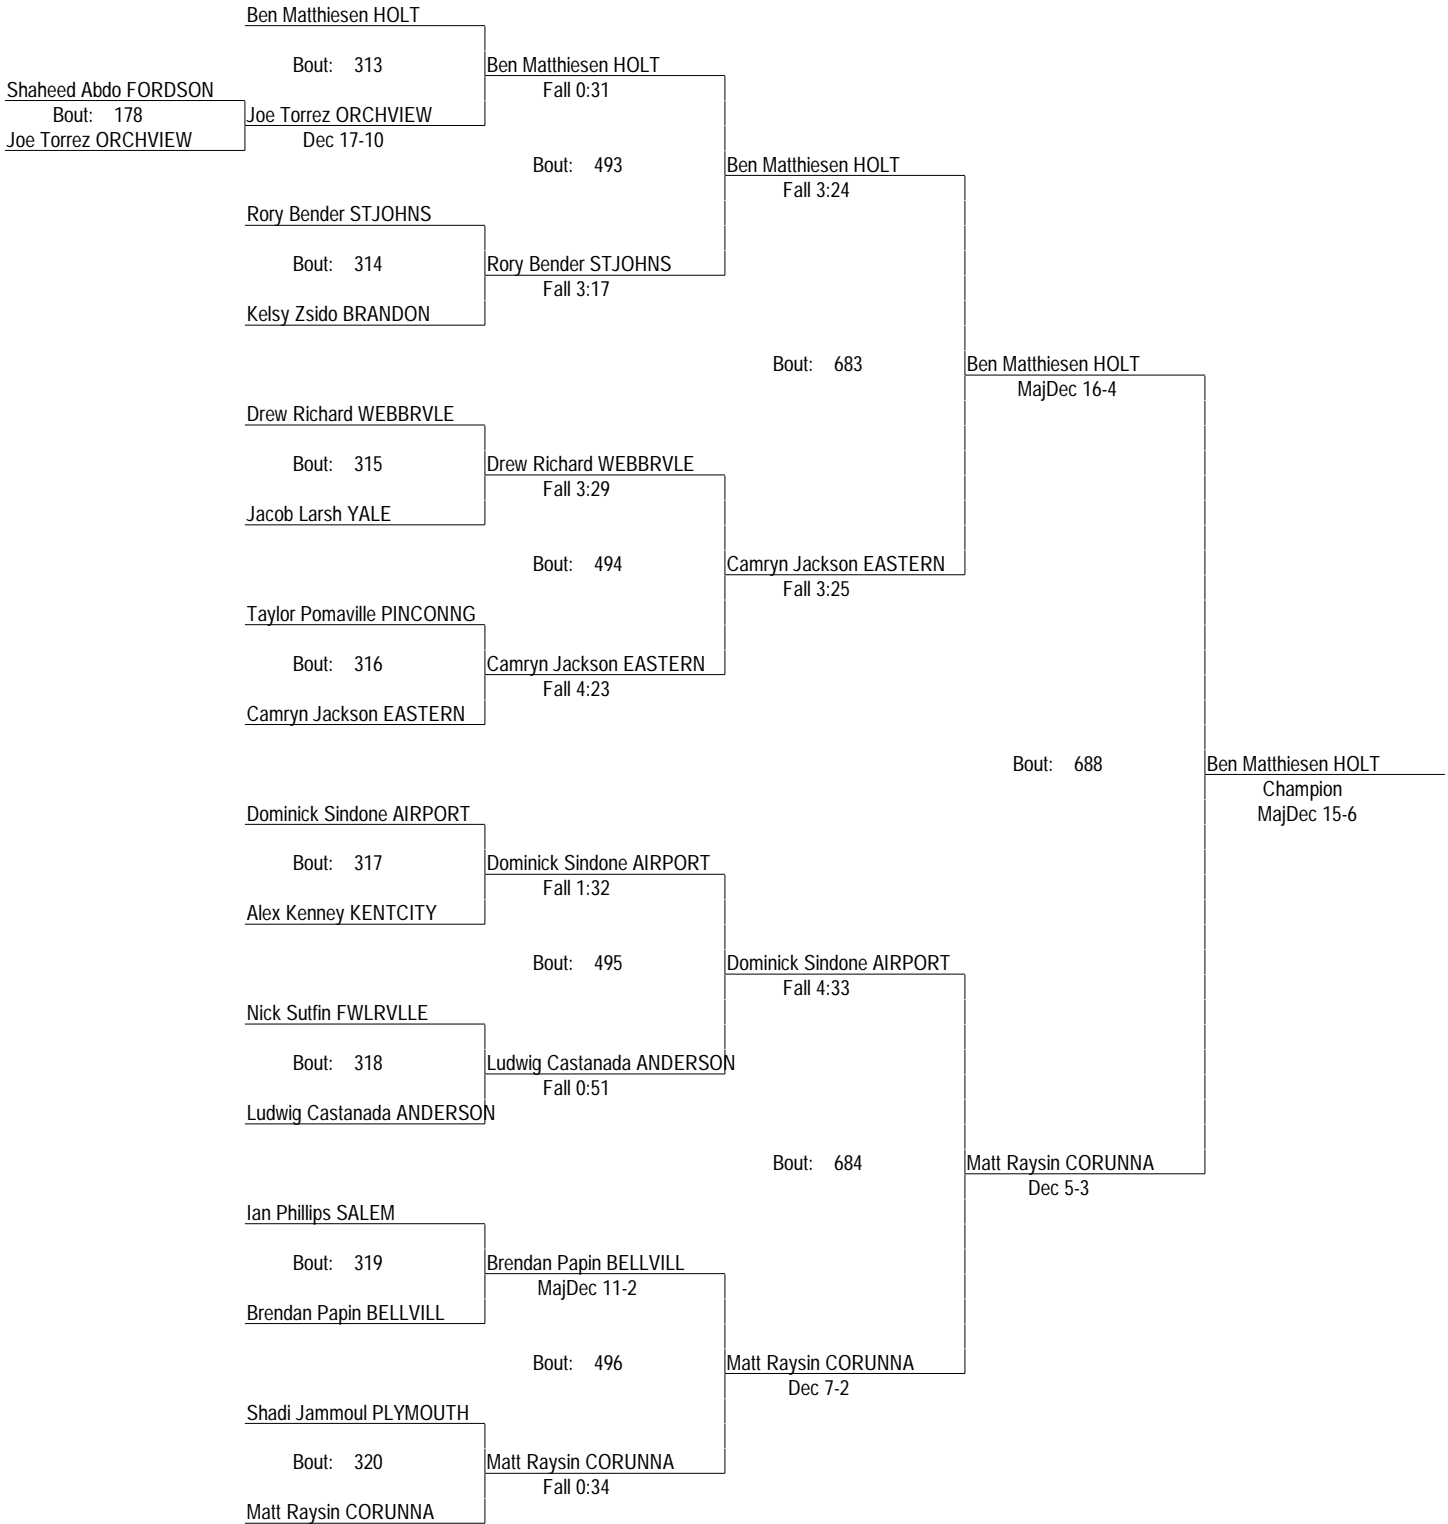 Ben Matthiesen HOLT
Bout: 313
Ben Matthiesen HOLT
Fall 0:31
Shaheed Abdo FORDSON
Bout: 178
Joe Torrez ORCHVIEW
Joe Torrez ORCHVIEW
Dec 17-10
Bout: 493
Ben Matthiesen HOLT
Fall 3:24
Rory Bender STJOHNS
Bout: 314
Rory Bender STJOHNS
Fall 3:17
Kelsy Zsido BRANDON
Bout: 683
Ben Matthiesen HOLT
MajDec 16-4
Drew Richard WEBBRVLE
Bout: 315
Drew Richard WEBBRVLE
Fall 3:29
Jacob Larsh YALE
Bout: 494
Camryn Jackson EASTERN
Fall 3:25
Taylor Pomaville PINCONNG
Bout: 316
Camryn Jackson EASTERN
Fall 4:23
Camryn Jackson EASTERN
Bout: 688
Ben Matthiesen HOLT
Champion
MajDec 15-6
Dominick Sindone AIRPORT
Bout: 317
Dominick Sindone AIRPORT
Fall 1:32
Alex Kenney KENTCITY
Bout: 495
Dominick Sindone AIRPORT
Fall 4:33
Nick Sutfin FWLRVLLE
Bout: 318
Ludwig Castanada ANDERSON
Fall 0:51
Ludwig Castanada ANDERSON
Bout: 684
Matt Raysin CORUNNA
Dec 5-3
Ian Phillips SALEM
Bout: 319
Brendan Papin BELLVILL
MajDec 11-2
Brendan Papin BELLVILL
Bout: 496
Matt Raysin CORUNNA
Dec 7-2
Shadi Jammoul PLYMOUTH
Bout: 320
Matt Raysin CORUNNA
Fall 0:34
Matt Raysin CORUNNA